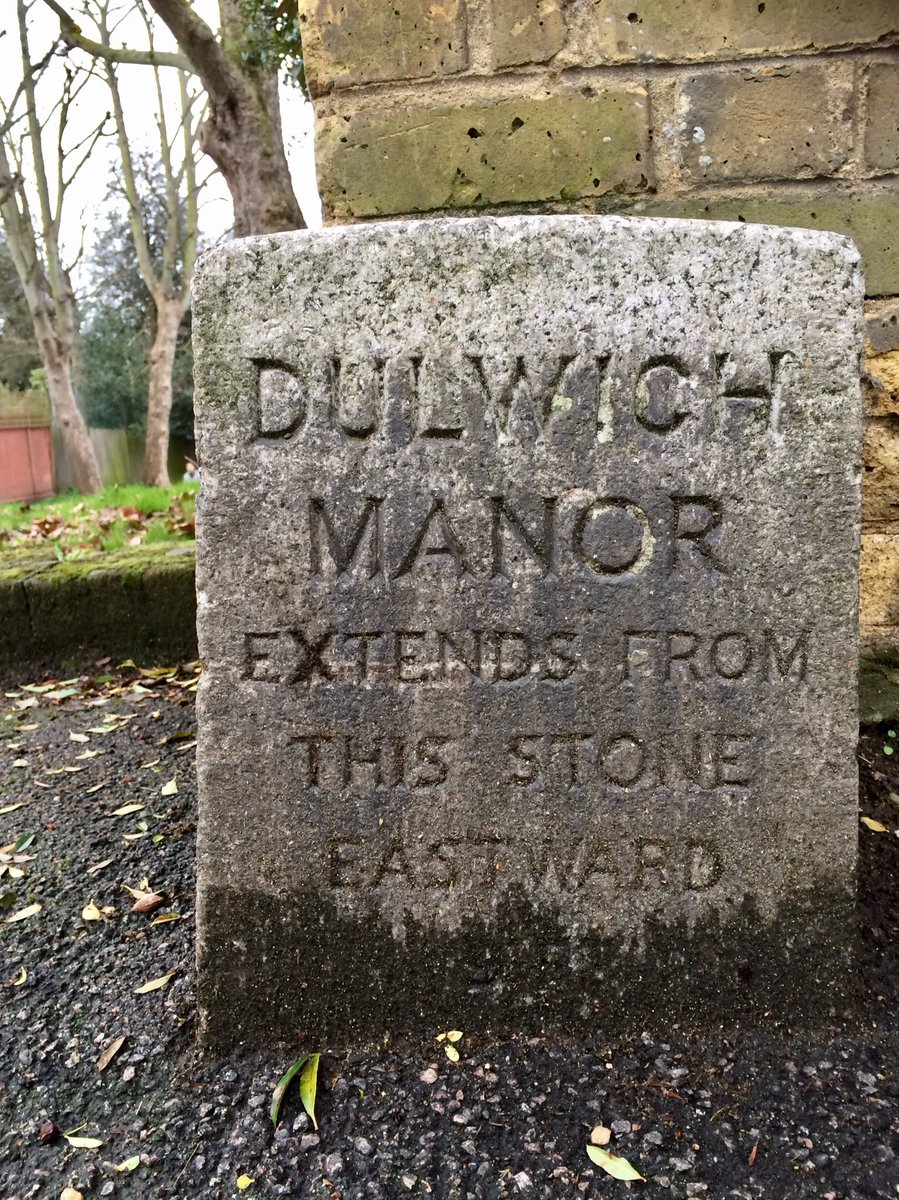 DULWICH
MANOR
EXTENDS FROM
THIS STONE
EASTWARD